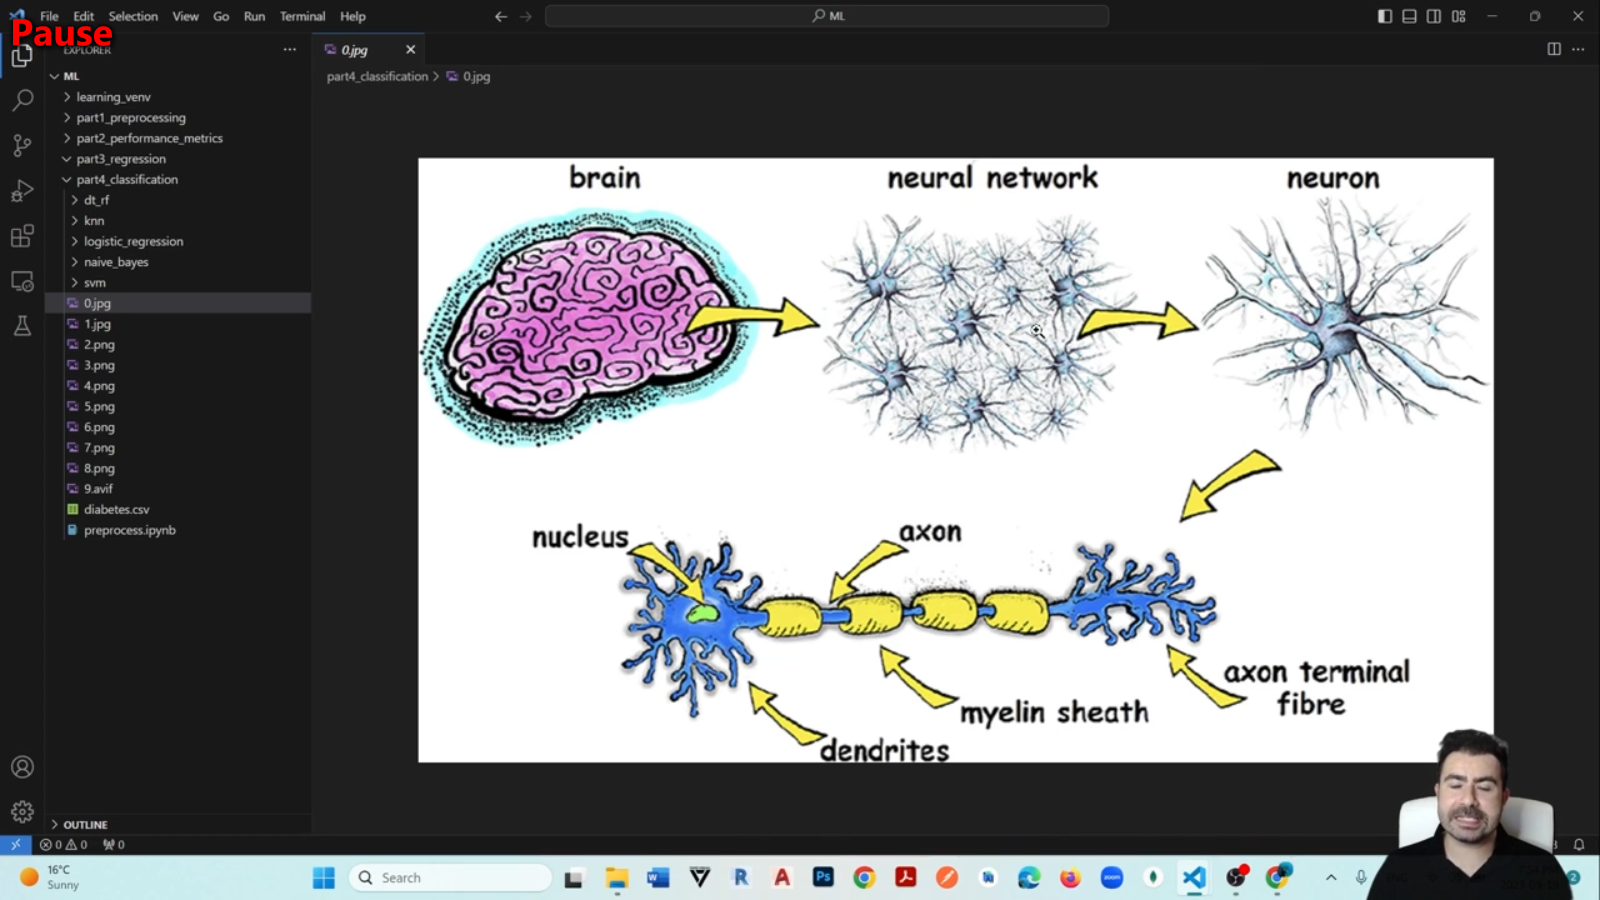 File Edit Selection View Go Run Terminal Help
ML
Pause
EXPLORER
0.jpg
ML
part4_classification > 0.jpg
learning_venv
part1_preprocessing
part2_performance_metrics
part3_regression
part4_classification
dt_rf
knn
logistic_regression
naive_bayes
svm
0.jpg
1.jpg
2.png
3.png
4.png
5.png
6.png
7.png
8.png
9.avif
diabetes.csv
preprocess.ipynb
OUTLINE
brain
neural network
neuron
nucleus
axon
axon terminal
fibre
myelin sheath
dendrites
0 0 0
16°C
Sunny
Search
W
R
A
Ps
zoom
2